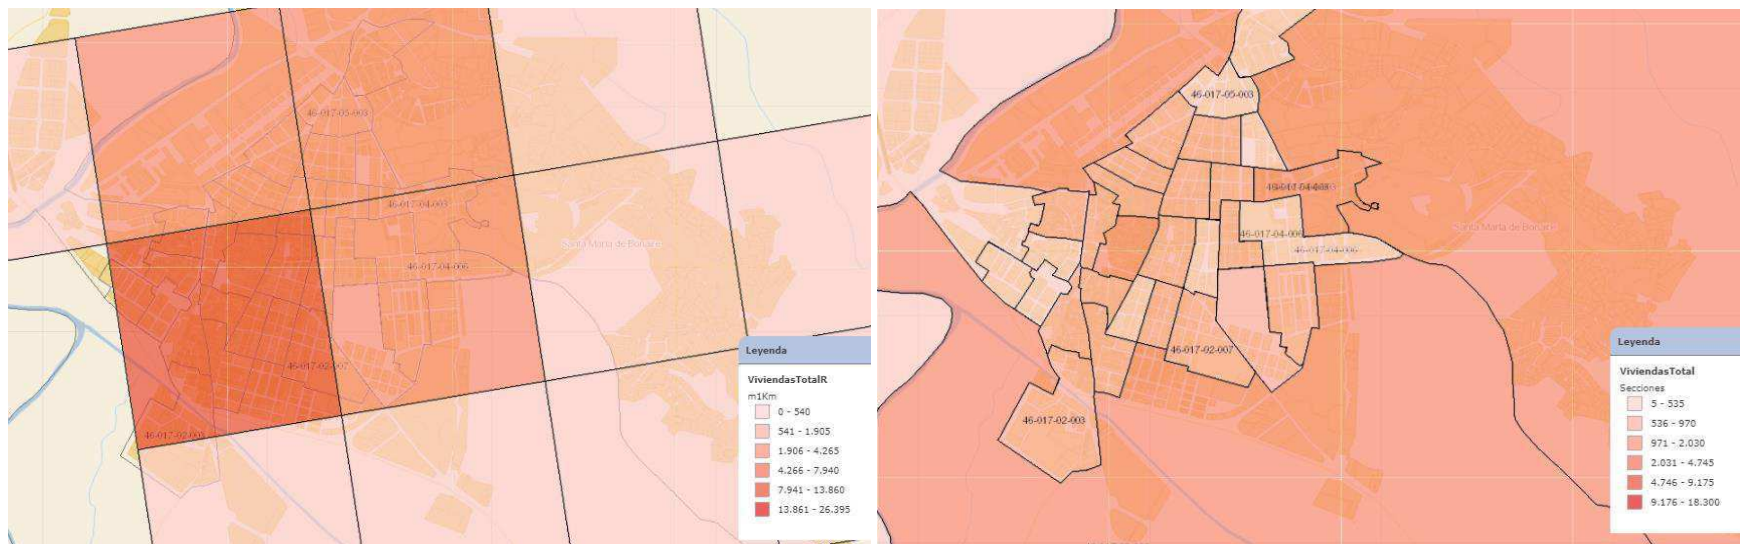 46-017-05-003
46-017-04-003
Santa María de Bonaire
46-017-04-006
46-017-02-007
46-017-02-003
Leyenda
ViviendasTotalR
m1Km
0 - 540
541 - 1.905
1.906 - 4.265
4.266 - 7.940
7.941 - 13.860
13.861 - 26.395
46-017-05-003
Santa María de Bonaire
46-017-04-006
46-017-04-006
46-017-02-007
46-017-02-003
Leyenda
ViviendasTotal
Secciones
5 - 535
536 - 970
971 - 2.030
2.031 - 4.745
4.746 - 9.175
9.176 - 18.300